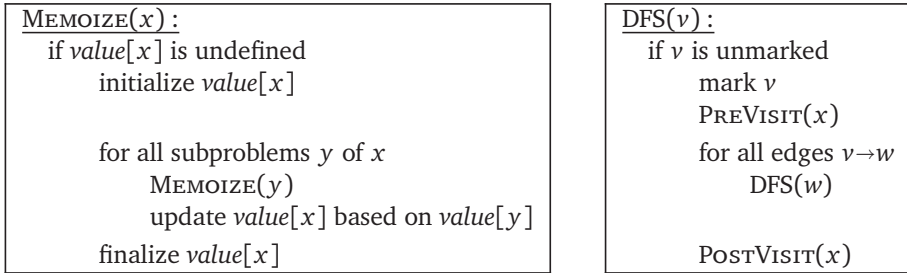 MEMOIZE(x) :
if value[x] is undefined
initialize value[x]
for all subproblems y of x
MEMOIZE(y)
update value[x] based on value[y]
finalize value[x]
DFS(v) :
if v is unmarked
mark v
PREVISIT(x)
for all edges v→w
DFS(w)
POSTVISIT(x)